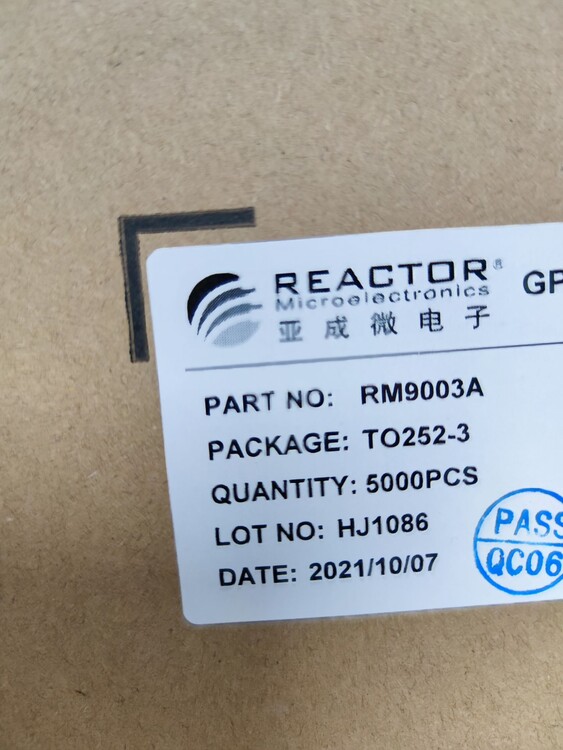 REACTOR®
Microelectronics
亚成微电子
GP
PART NO: RM9003A
PACKAGE: TO252-3
QUANTITY: 5000PCS
LOT NO: HJ1086
DATE: 2021/10/07
PASS
QC06